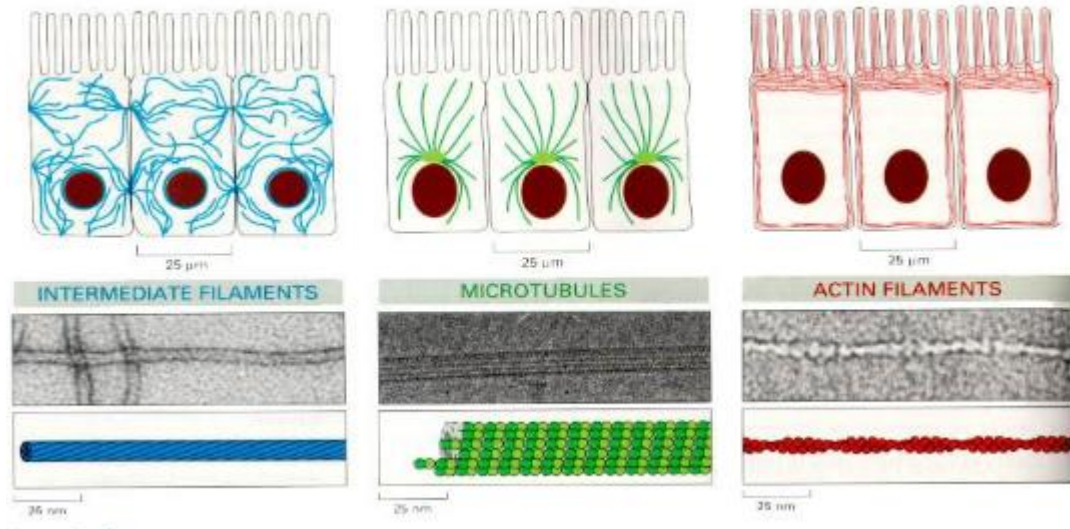 25 μm
25 μm
25 μm
INTERMEDIATE FILAMENTS
MICROTUBULES
ACTIN FILAMENTS
25 nm
25 nm
25 nm